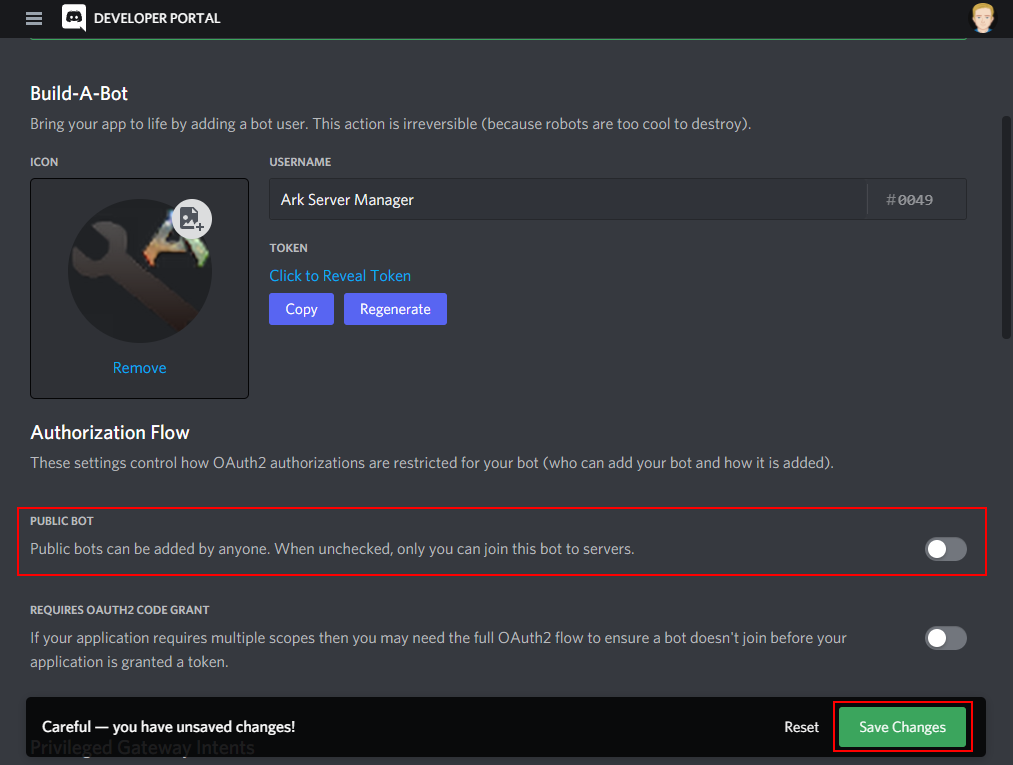 DEVELOPER PORTAL
Build-A-Bot
Bring your app to life by adding a bot user. This action is irreversible (because robots are too cool to destroy).
ICON
USERNAME
Ark Server Manager
#0049
TOKEN
Click to Reveal Token
Copy
Regenerate
Remove
Authorization Flow
These settings control how OAuth2 authorizations are restricted for your bot (who can add your bot and how it is added).
PUBLIC BOT
Public bots can be added by anyone. When unchecked, only you can join this bot to servers.
REQUIRES OAUTH2 CODE GRANT
If your application requires multiple scopes then you may need the full OAuth2 flow to ensure a bot doesn't join before your
application is granted a token.
Careful — you have unsaved changes!
Reset
Save Changes
Privileged Gateway Intents